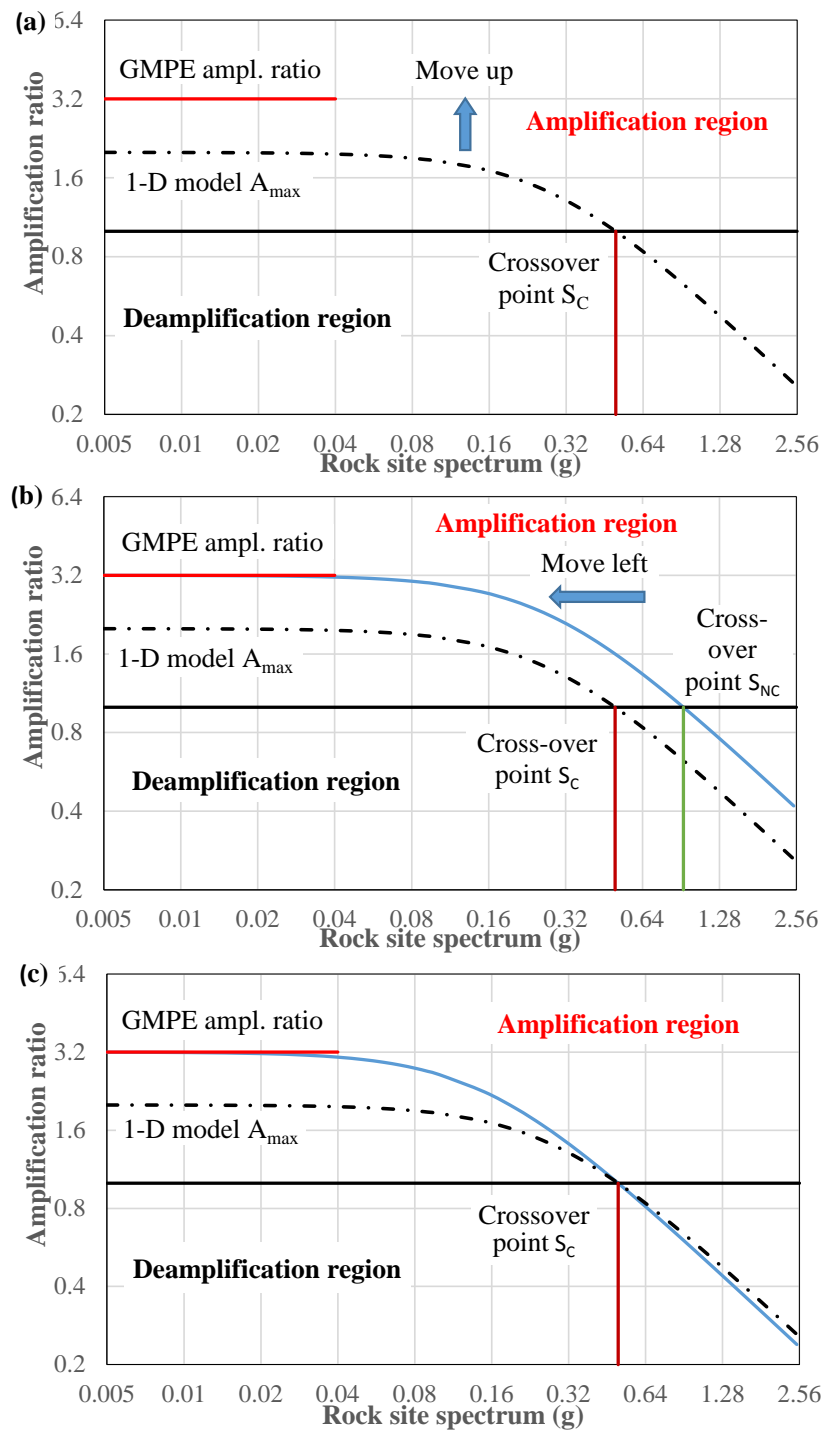 (a)
5.4
3.2
1.6
0.8
0.4
0.2
Amplification ratio
GMPE ampl. ratio
Move up
Amplification region
1-D model Amax
Crossover
point SC
Deamplification region
0.005 0.01 0.02 0.04 0.08 0.16 0.32 0.64 1.28 2.56
Rock site spectrum (g)
(b)
6.4
3.2
1.6
0.8
0.4
0.2
Amplification ratio
Amplification region
GMPE ampl. ratio
Move left
Cross-
over
point SNC
1-D model Amax
Cross-over
point SC
Deamplification region
0.005 0.01 0.02 0.04 0.08 0.16 0.32 0.64 1.28 2.56
Rock site spectrum (g)
(c)
5.4
3.2
1.6
0.8
0.4
0.2
Amplification ratio
GMPE ampl. ratio
Amplification region
1-D model Amax
Crossover
point SC
Deamplification region
0.005 0.01 0.02 0.04 0.08 0.16 0.32 0.64 1.28 2.56
Rock site spectrum (g)